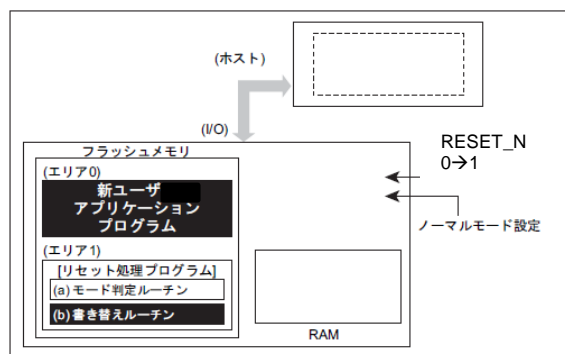 (ホスト)
(I/O)
フラッシュメモリ
(エリア0)
新ユーザ
アプリケーション
プログラム
(エリア1)
[リセット処理プログラム]
(a) モード判定ルーチン
(b) 書き替えルーチン
RAM
RESET_N
0→1
ノーマルモード設定